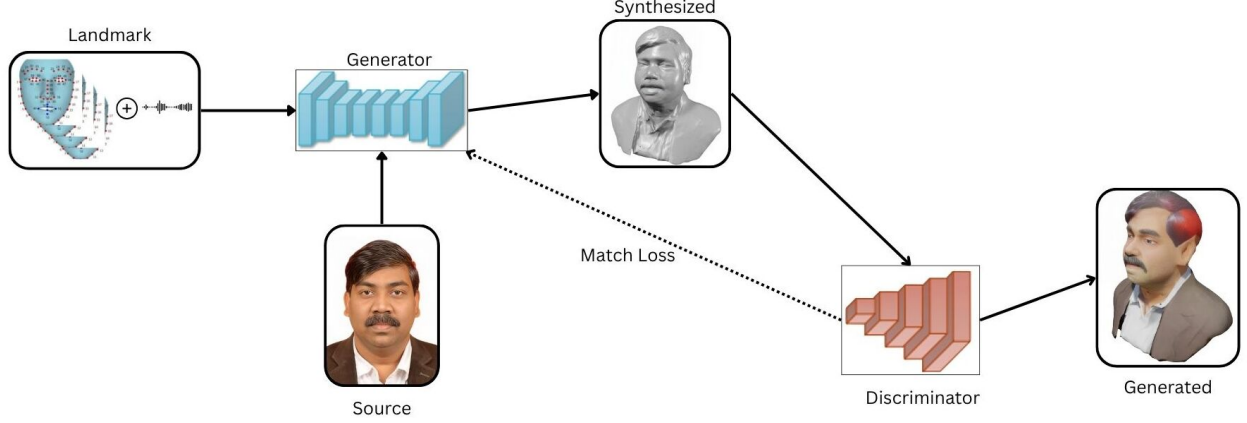 Landmark
Generator
Synthesized
Match Loss
Source
Discriminator
Generated